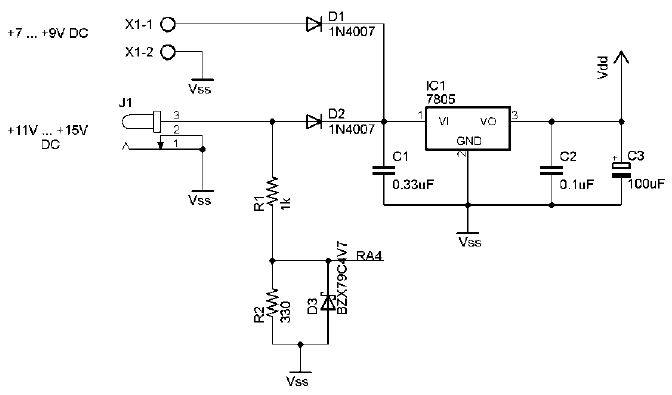 +7 ... +9V DC
X1-1
X1-2
Vss
D1
1N4007
J1
+11V ... +15V
DC
3
2
1
Vss
D2
1N4007
IC1
7805
1
VI
VO
3
GND
2
Vdd
C1
0.33uF
C2
0.1uF
+
C3
100uF
Vss
R1
1k
RA4
R2
330
D3
BZX79C4V7
Vss